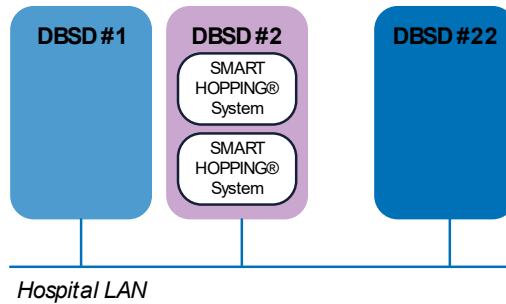 DBSD #1
DBSD #2
DBSD #22
SMART
HOPPING®
System
SMART
HOPPING®
System
Hospital LAN